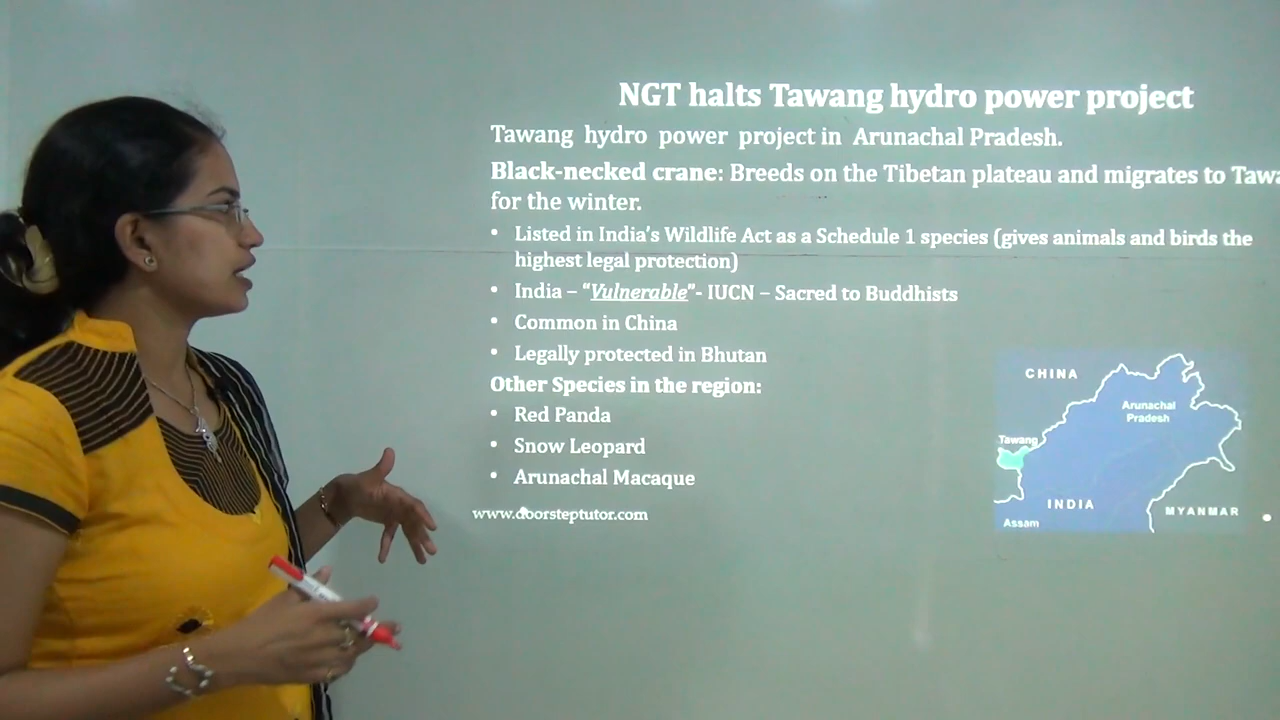 NGT halts Tawang hydro power project
Tawang hydro power project in Arunachal Pradesh.
Black-necked crane: Breeds on the Tibetan plateau and migrates to Tawa
for the winter.
• Listed in India's Wildlife Act as a Schedule 1 species (gives animals and birds the
highest legal protection)
• India – "Vulnerable"- IUCN – Sacred to Buddhists
• Common in China
• Legally protected in Bhutan
Other Species in the region:
• Red Panda
• Snow Leopard
• Arunachal Macaque
www.doorsteptutor.com
CHINA
Arunachal
Pradesh
Tawang
INDIA
MYANMAR
Assam